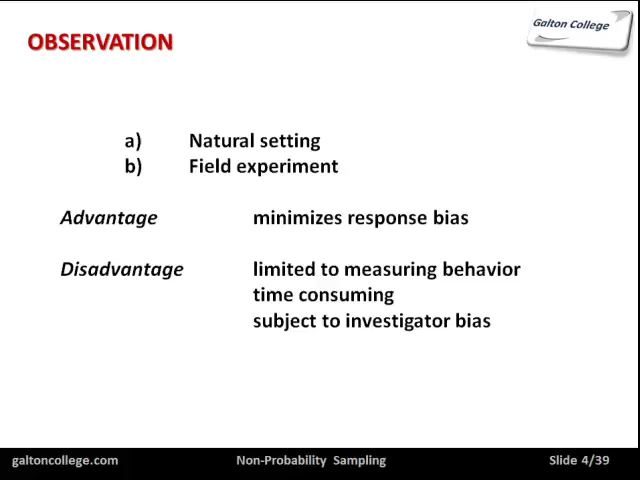 Galton College
OBSERVATION
a) Natural setting
b) Field experiment
Advantage minimizes response bias
Disadvantage limited to measuring behavior
time consuming
subject to investigator bias
galtoncollege.com Non-Probability Sampling Slide 4/39